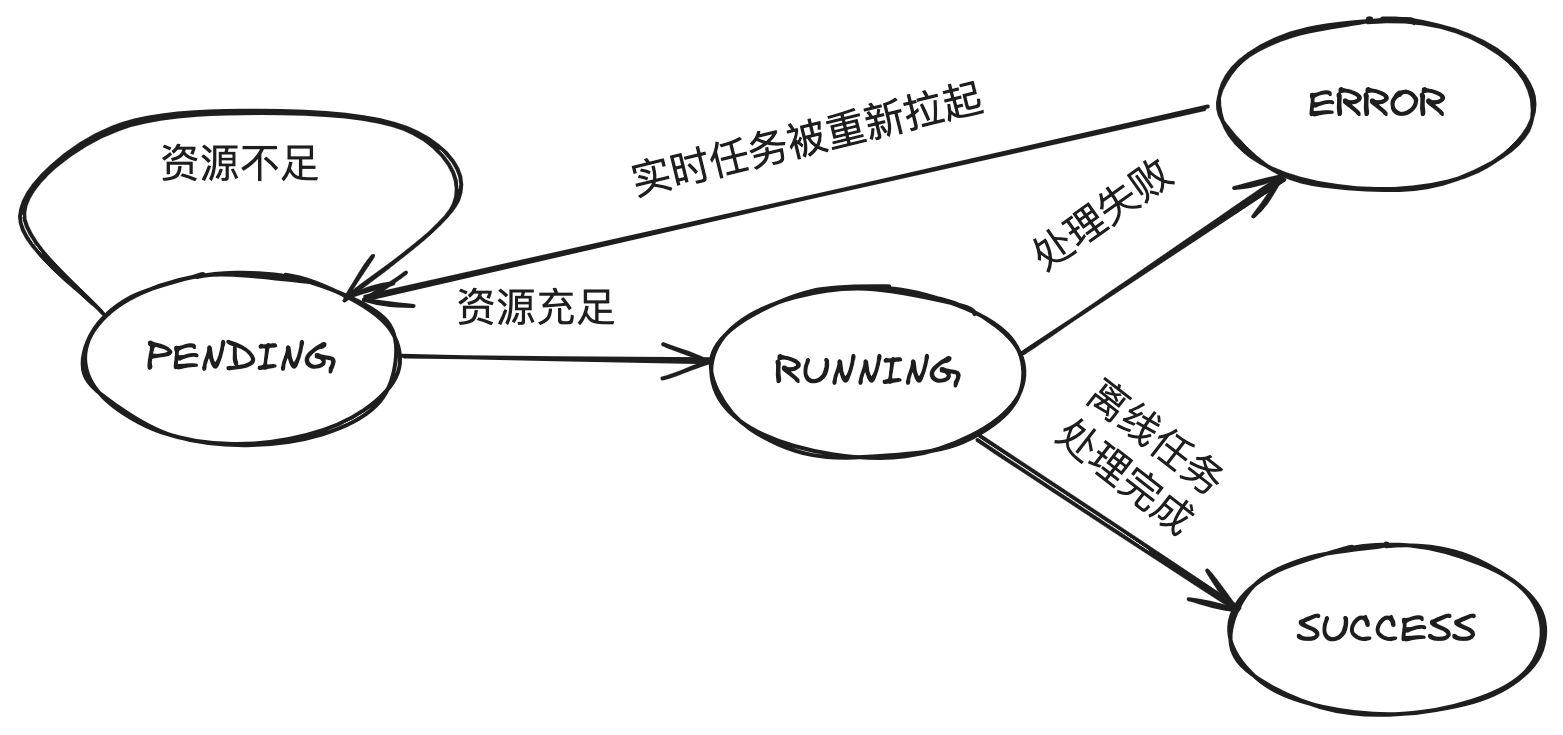 ERROR
实时任务被重新拉起
资源不足
处理失败
资源充足
PENDING
RUNNING
离线任务
处理完成
SUCCESS